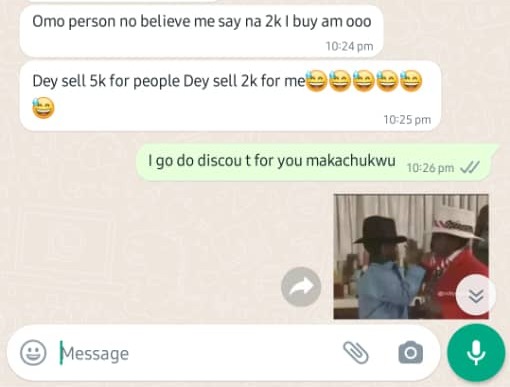 Omo person no believe me say na 2k I buy am ooo
10:24 pm
Dey sell 5k for people Dey sell 2k for me😅😅😅😅😅
😅
10:25 pm
I go do discou t for you makachukwu
10:26 pm
Message